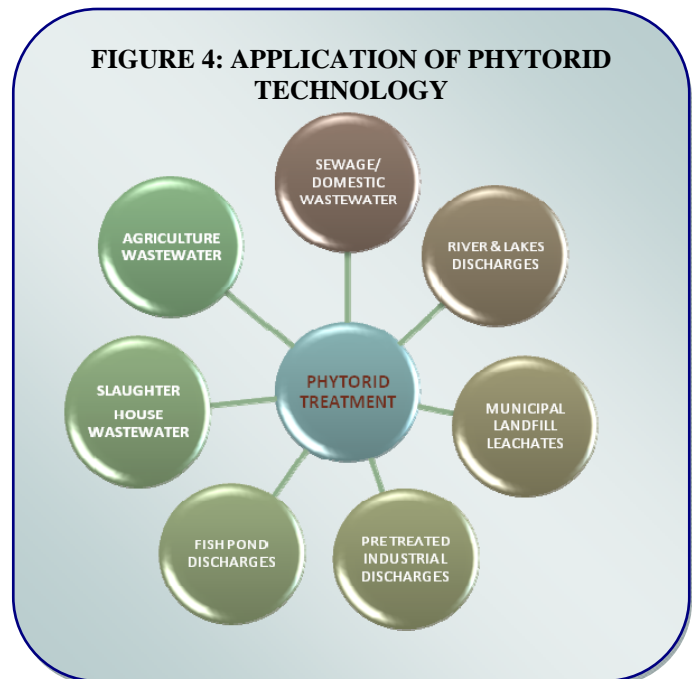 FIGURE 4: APPLICATION OF PHYTORID
TECHNOLOGY
SEWAGE/
DOMESTIC
WASTEWATER
RIVER & LAKES
DISCHARGES
MUNICIPAL
LANDFILL
LEACHATES
PRETREATED
INDUSTRIAL
DISCHARGES
FISH POND
DISCHARGES
SLAUGHTER
HOUSE
WASTEWATER
AGRICULTURE
WASTEWATER
PHYTORID
TREATMENT